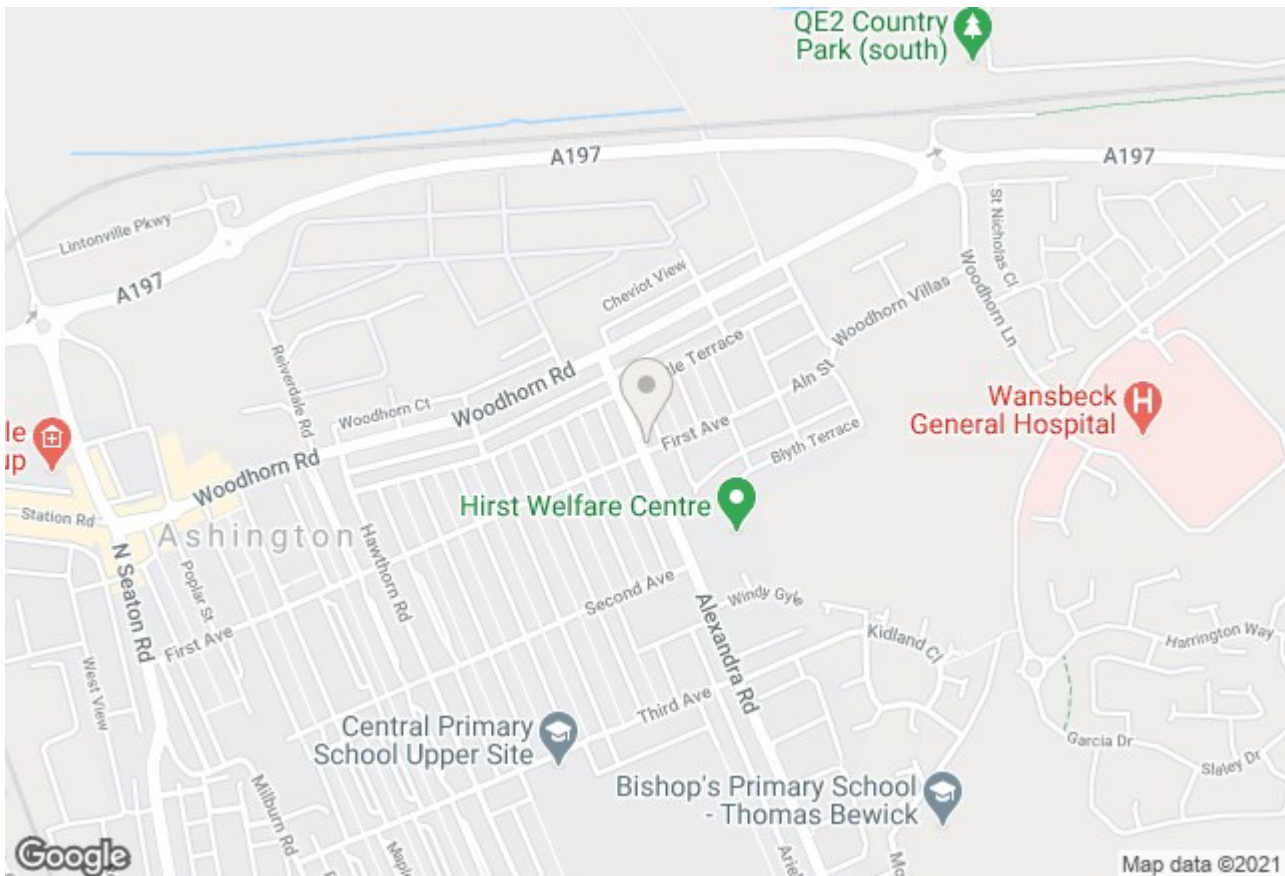 QE2 Country
Park (south)
A197
A197
Lintonville Pkwy
St Nicholas Cl
A197
Cheviot View
Woodhorn Villas
Woodhorn Ln
Reiverdale Rd
Terrace
Aln St
Woodhorn Rd
Woodhorn Ct
Wansbeck
General Hospital
H
First Ave
Blyth Terrace
Woodhorn Rd
Hirst Welfare Centre
Station Rd
Ashington
Hawthorn Rd
N Seaton Rd
Poplar St
Second Ave
Windy Gyle
Alexandra Rd
Kidland Cl
Harrington Way
First Ave
West View
Third Ave
Central Primary
School Upper Site
Garcia Dr
Slaley Dr
Milburn Rd
Bishop's Primary School
- Thomas Bewick
Google
Map data ©2021